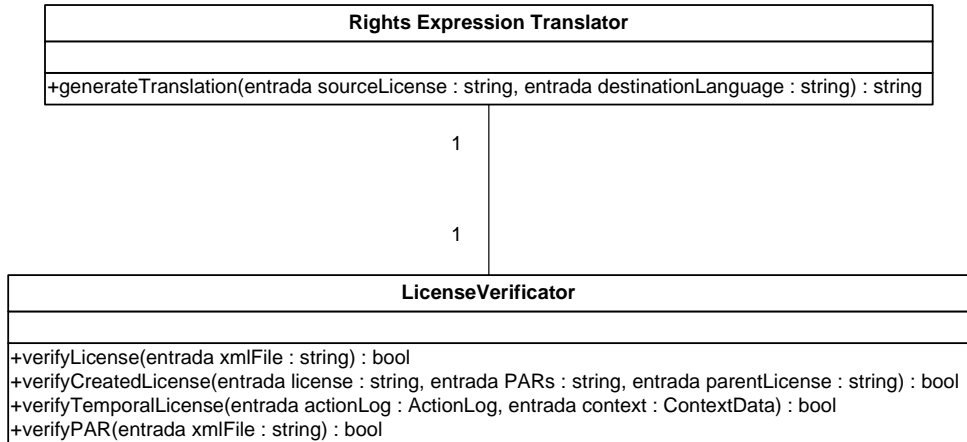 Rights Expression Translator
+generateTranslation(entrada sourceLicense : string, entrada destinationLanguage : string) : string
1
1
LicenseVerificator
+verifyLicense(entrada xmlFile : string) : bool
+verifyCreatedLicense(entrada license : string, entrada PARs : string, entrada parentLicense : string) : bool
+verifyTemporalLicense(entrada actionLog : ActionLog, entrada context : ContextData) : bool
+verifyPAR(entrada xmlFile : string) : bool